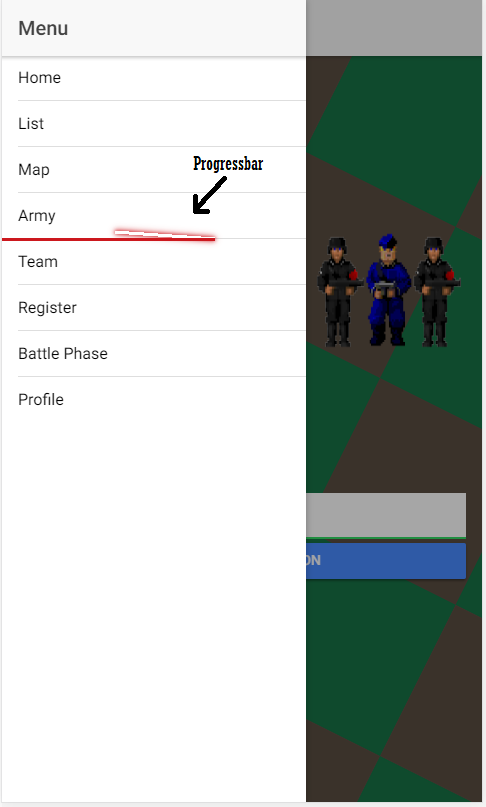 Menu
Home
List
Map
Progressbar
Army
Team
Register
Battle Phase
Profile
ON